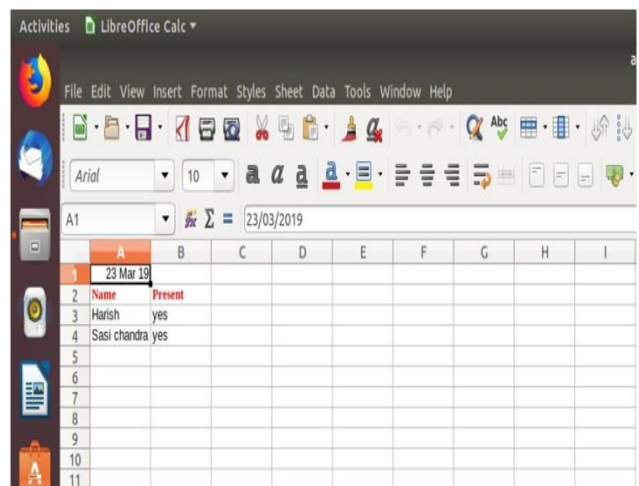 Activities LibreOffice Calc
a
File Edit View Insert Format Styles Sheet Data Tools Window Help
Abc
Arial 10 a a a a
A1 Σ = 23/03/2019
A B C D E F G H I
1 23 Mar 19
2 Name Present
3 Harish yes
4 Sasi chandra yes
5
6
7
8
9
10
11